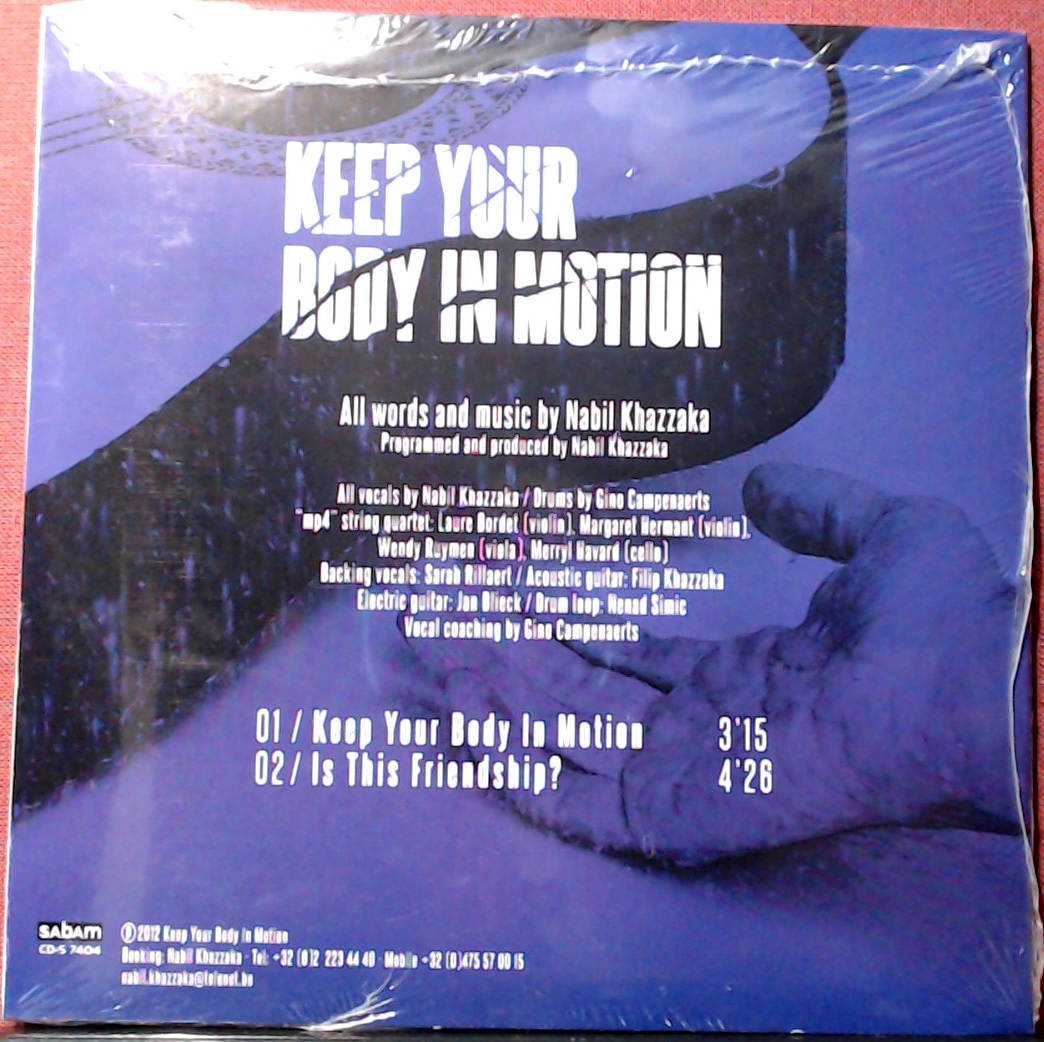 KEEP YOUR
BODY IN MOTION
All words and music by Nabil Khazzaka
Programmed and produced by Nabil Khazzaka
All vocals by Nabil Khazzaka / Drums by Gino Campenaerts
"mp4" string quartet: Laure Bordet (violin), Margaret Hermant (violin),
Wendy Ruymen (viola), Merryl Havard (cello)
Backing vocals: Sarah Rillaert / Acoustic guitar: Filip Khazzaka
Electric guitar: Jan Blieck / Drum loop: Nenad Simic
Vocal coaching by Gino Campenaerts
01 / Keep Your Body In Motion 3'15
02 / Is This Friendship? 4'26
sabam
CD-S 7404
℗ 2012 Keep Your Body In Motion
Booking: Nabil Khazzaka - Tel: +32 (0)2 223 44 40 - Mobile +32 (0)475 57 00 15
nabil.khazzaka@telenet.be